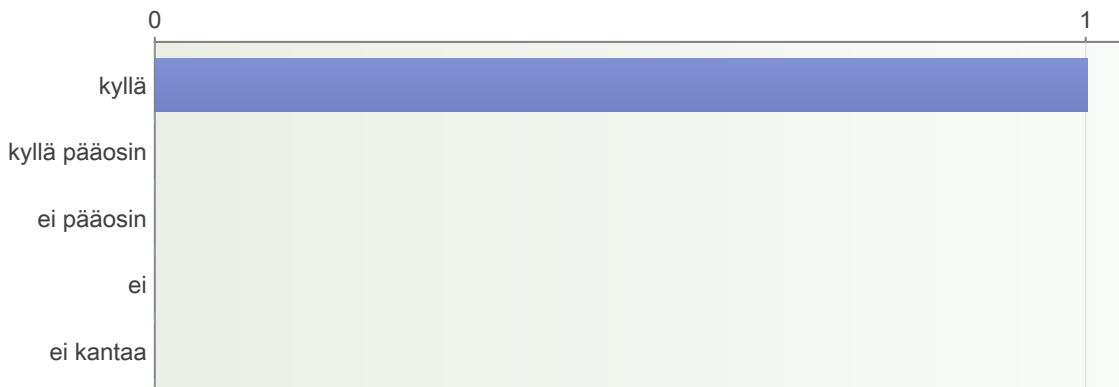 0 1
kyllä
kyllä pääosin
ei pääosin
ei
ei kantaa